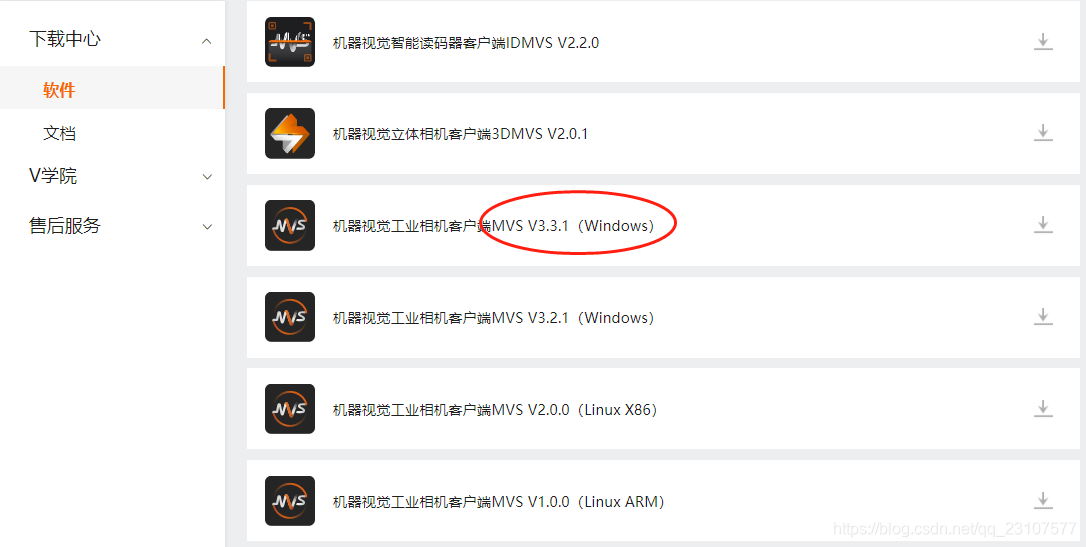 下载中心
软件
文档
V学院
售后服务
机器视觉智能读码器客户端IDMVS V2.2.0
机器视觉立体相机客户端3DMVS V2.0.1
MVS
机器视觉工业相机客户端MVS V3.3.1（Windows）
MVS
机器视觉工业相机客户端MVS V3.2.1（Windows）
MVS
机器视觉工业相机客户端MVS V2.0.0（Linux X86）
MVS
机器视觉工业相机客户端MVS V1.0.0（Linux ARM）
https://blog.csdn.net/qq_23107577